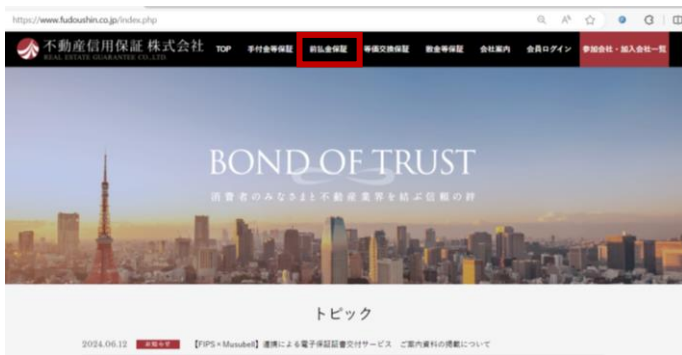 https://www.fudoushin.co.jp/index.php
不動産信用保証 株式会社
REAL ESTATE GUARANTEE CO.,LTD.
TOP 手付金等保証 前払金保証 等価交換保証 敷金等保証 会社案内 会員ログイン 参加会社・加入会社一覧
BOND OF TRUST
消費者のみなさまと不動産業界を結ぶ信頼の絆
トピック
2024.06.12 お知らせ 【FIPS×Musubell】連携による電子保証証書交付サービス ご案内資料の掲載について